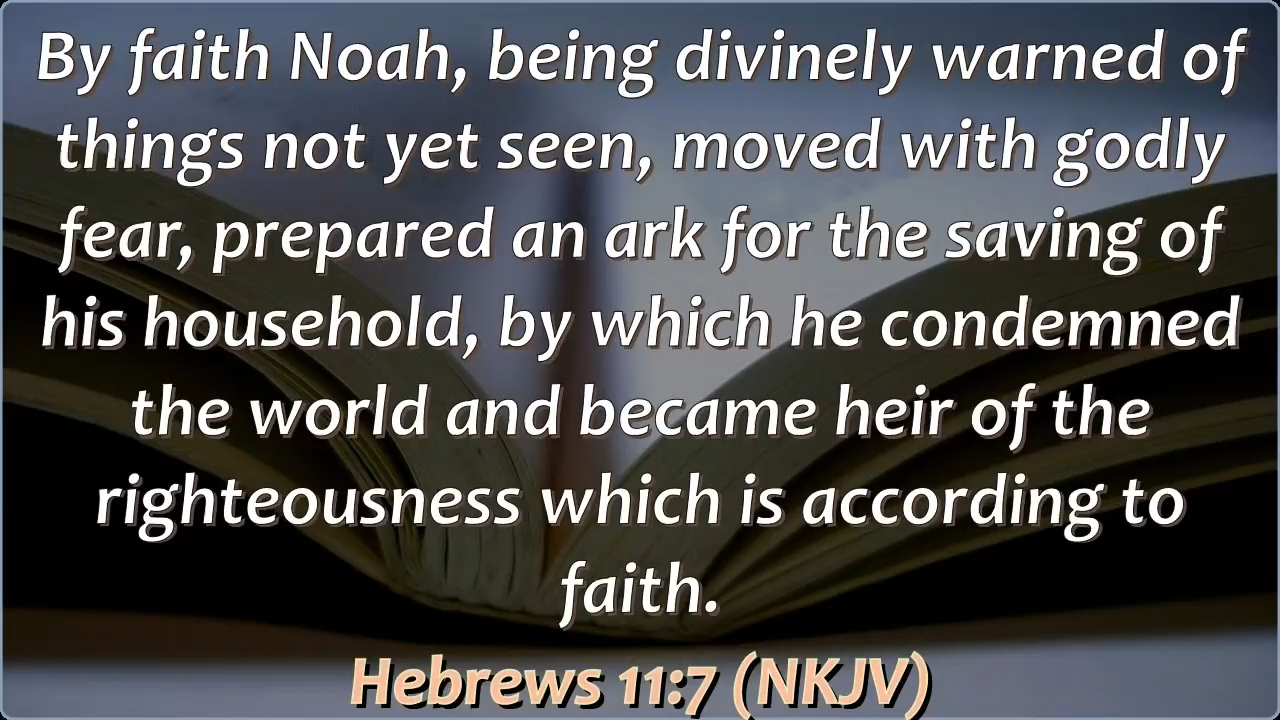 By faith Noah, being divinely warned of
things not yet seen, moved with godly
fear, prepared an ark for the saving of
his household, by which he condemned
the world and became heir of the
righteousness which is according to
faith.
Hebrews 11:7 (NKJV)